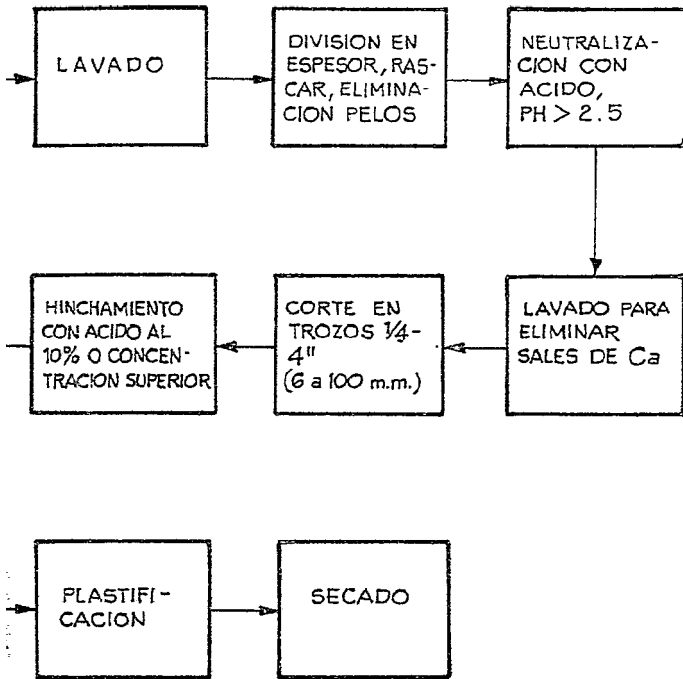 LAVADO
DIVISION EN
ESPESOR, RAS-
CAR, ELIMINA-
CION PELOS
NEUTRALIZA-
CION CON
ACIDO,
PH > 2.5
HINCHAMIENTO
CON ACIDO AL
10% O CONCEN-
TRACION SUPERIOR
CORTE EN
TROZOS 1/4-
4"
(6 a 100 m.m.)
LAVADO PARA
ELIMINAR
SALES DE Ca
PLASTIFI-
CACION
SECADO